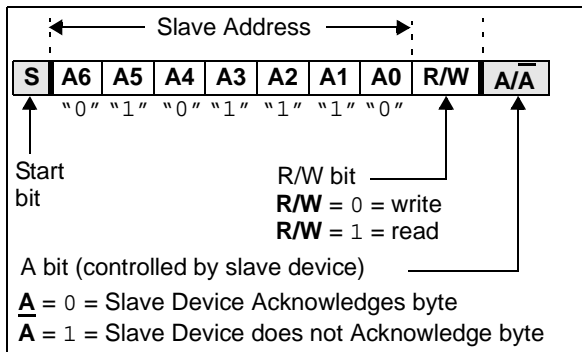 Slave Address
S A6 A5 A4 A3 A2 A1 A0 R/W A/A̅
“0” “1” “0” “1” “1” “1” “0”
Start
bit
R/W bit
R/W = 0 = write
R/W = 1 = read
A bit (controlled by slave device)
A = 0 = Slave Device Acknowledges byte
A̅ = 1 = Slave Device does not Acknowledge byte